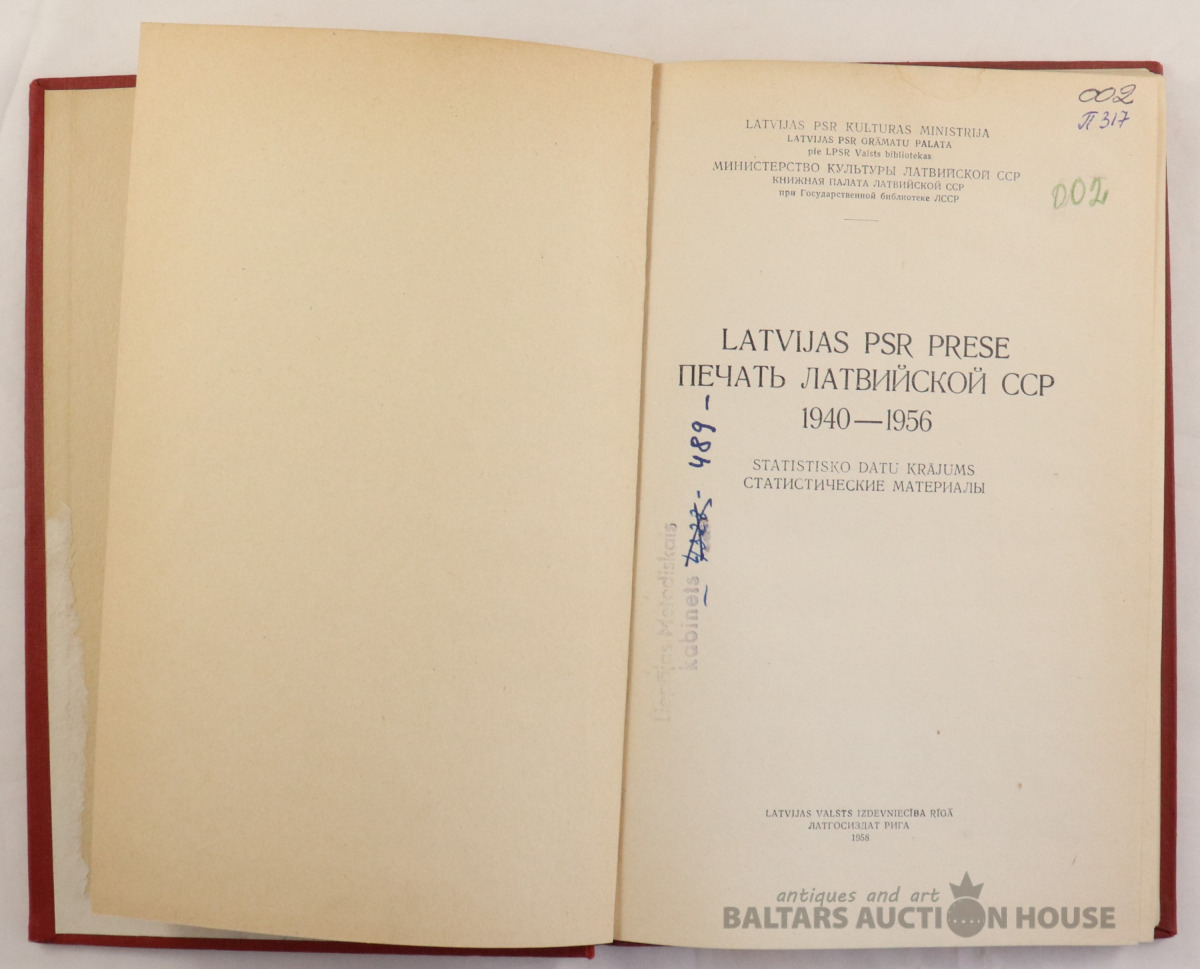 002
П 317
LATVIJAS PSR KULTURAS MINISTRIJA
LATVIJAS PSR GRĀMATU PALATA
pie LPSR Valsts bibliotekas
МИНИСТЕРСТВО КУЛЬТУРЫ ЛАТВИЙСКОЙ ССР
КНИЖНАЯ ПАЛАТА ЛАТВИЙСКОЙ ССР
при Государственной библиотеке ЛССР
002
LATVIJAS PSR PRESE
ПЕЧАТЬ ЛАТВИЙСКОЙ ССР
1940—1956
STATISTISKO DATU KRĀJUMS
СТАТИСТИЧЕСКИЕ МАТЕРИАЛЫ
Metodiskais
kabinets
489-
LATVIJAS VALSTS IZDEVNIECĪBA RĪGĀ
ЛАТГОСИЗДАТ РИГА
1958
antiques and art
BALTARS AUCTION HOUSE